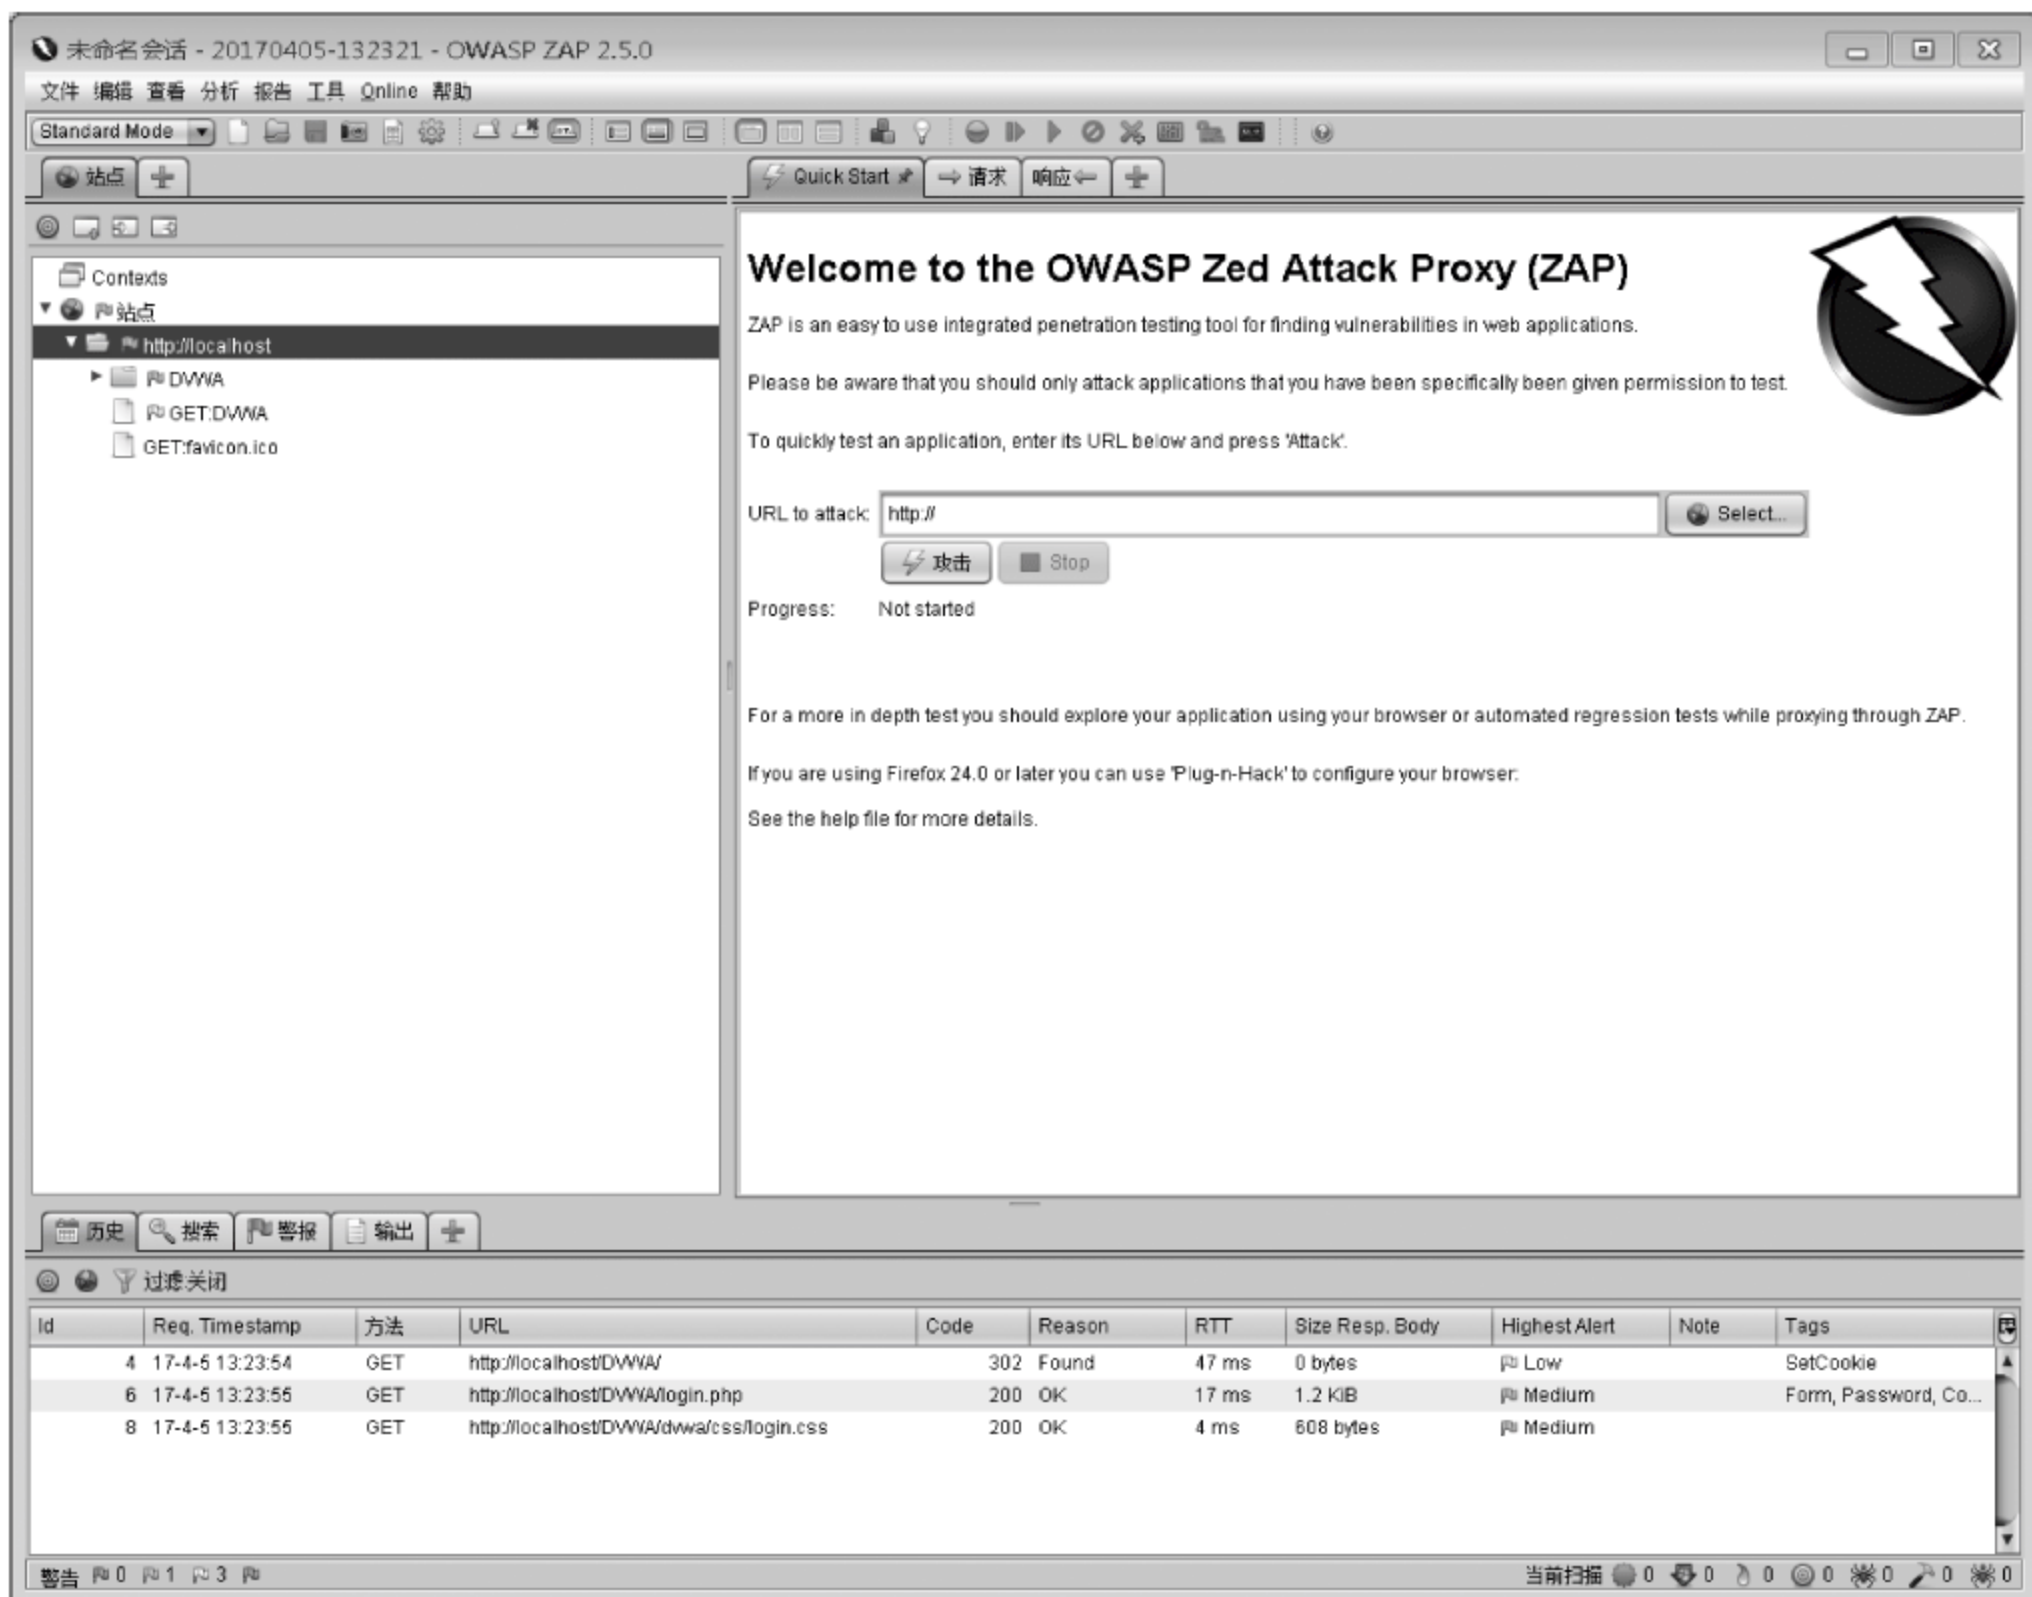 未命名会话 - 20170405-132321 - OWASP ZAP 2.5.0
文件 编辑 查看 分析 报告 工具 Online 帮助
Standard Mode
站点
Quick Start 请求 响应
Contexts
站点
http://localhost
DVWA
GET:DVWA
GET:favicon.ico
Welcome to the OWASP Zed Attack Proxy (ZAP)
ZAP is an easy to use integrated penetration testing tool for finding vulnerabilities in web applications.
Please be aware that you should only attack applications that you have been specifically been given permission to test.
To quickly test an application, enter its URL below and press 'Attack'.
URL to attack: http:// Select...
攻击 Stop
Progress: Not started
For a more in depth test you should explore your application using your browser or automated regression tests while proxying through ZAP.
If you are using Firefox 24.0 or later you can use 'Plug-n-Hack' to configure your browser:
See the help file for more details.
历史 搜索 警报 输出
过滤:关闭
Id Req. Timestamp 方法 URL Code Reason RTT Size Resp. Body Highest Alert Note Tags
4 17-4-5 13:23:54 GET http://localhost/DVWA/ 302 Found 47 ms 0 bytes Low SetCookie
6 17-4-5 13:23:55 GET http://localhost/DVWA/login.php 200 OK 17 ms 1.2 KiB Medium Form, Password, Co...
8 17-4-5 13:23:55 GET http://localhost/DVWA/dvwa/css/login.css 200 OK 4 ms 608 bytes Medium
警告 0 1 3 当前扫描 0 0 0 0 0 0 0